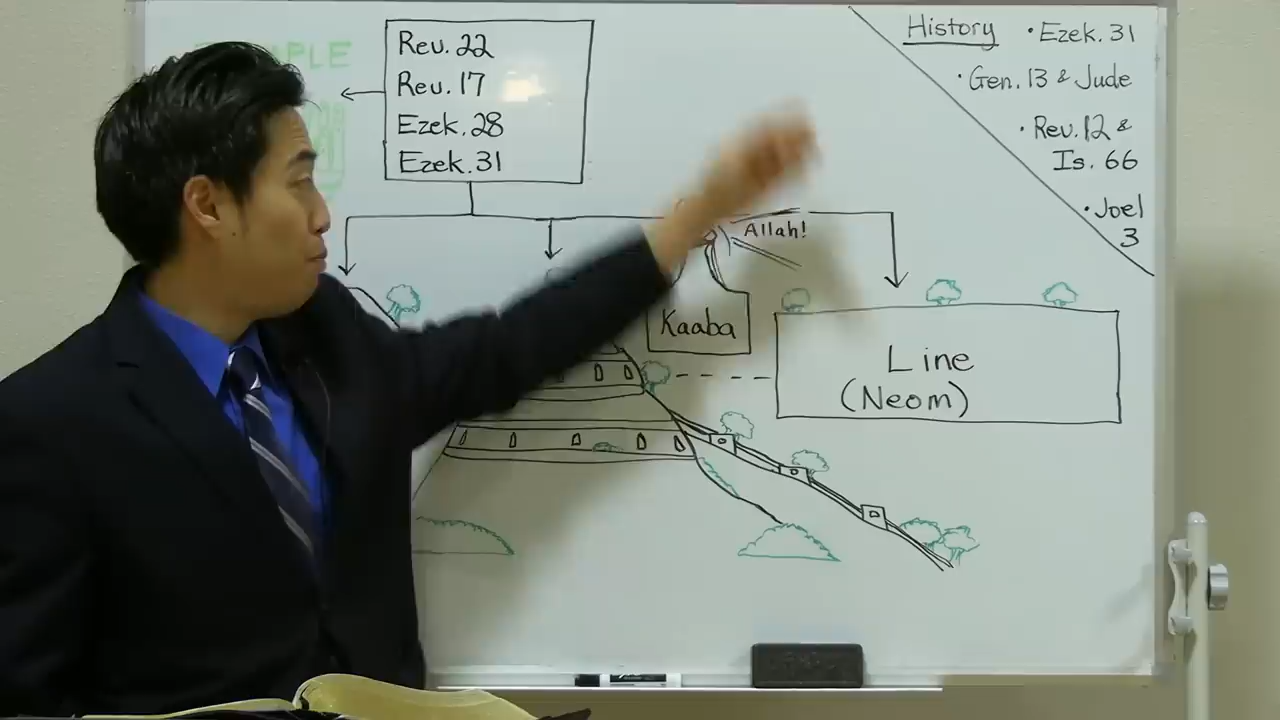 Rev. 22
Rev. 17
Ezek. 28
Ezek. 31
History
• Ezek. 31
• Gen. 13 & Jude
• Rev. 12 &
Is. 66
• Joel
3
Allah!
Kaaba
Line
(Neom)